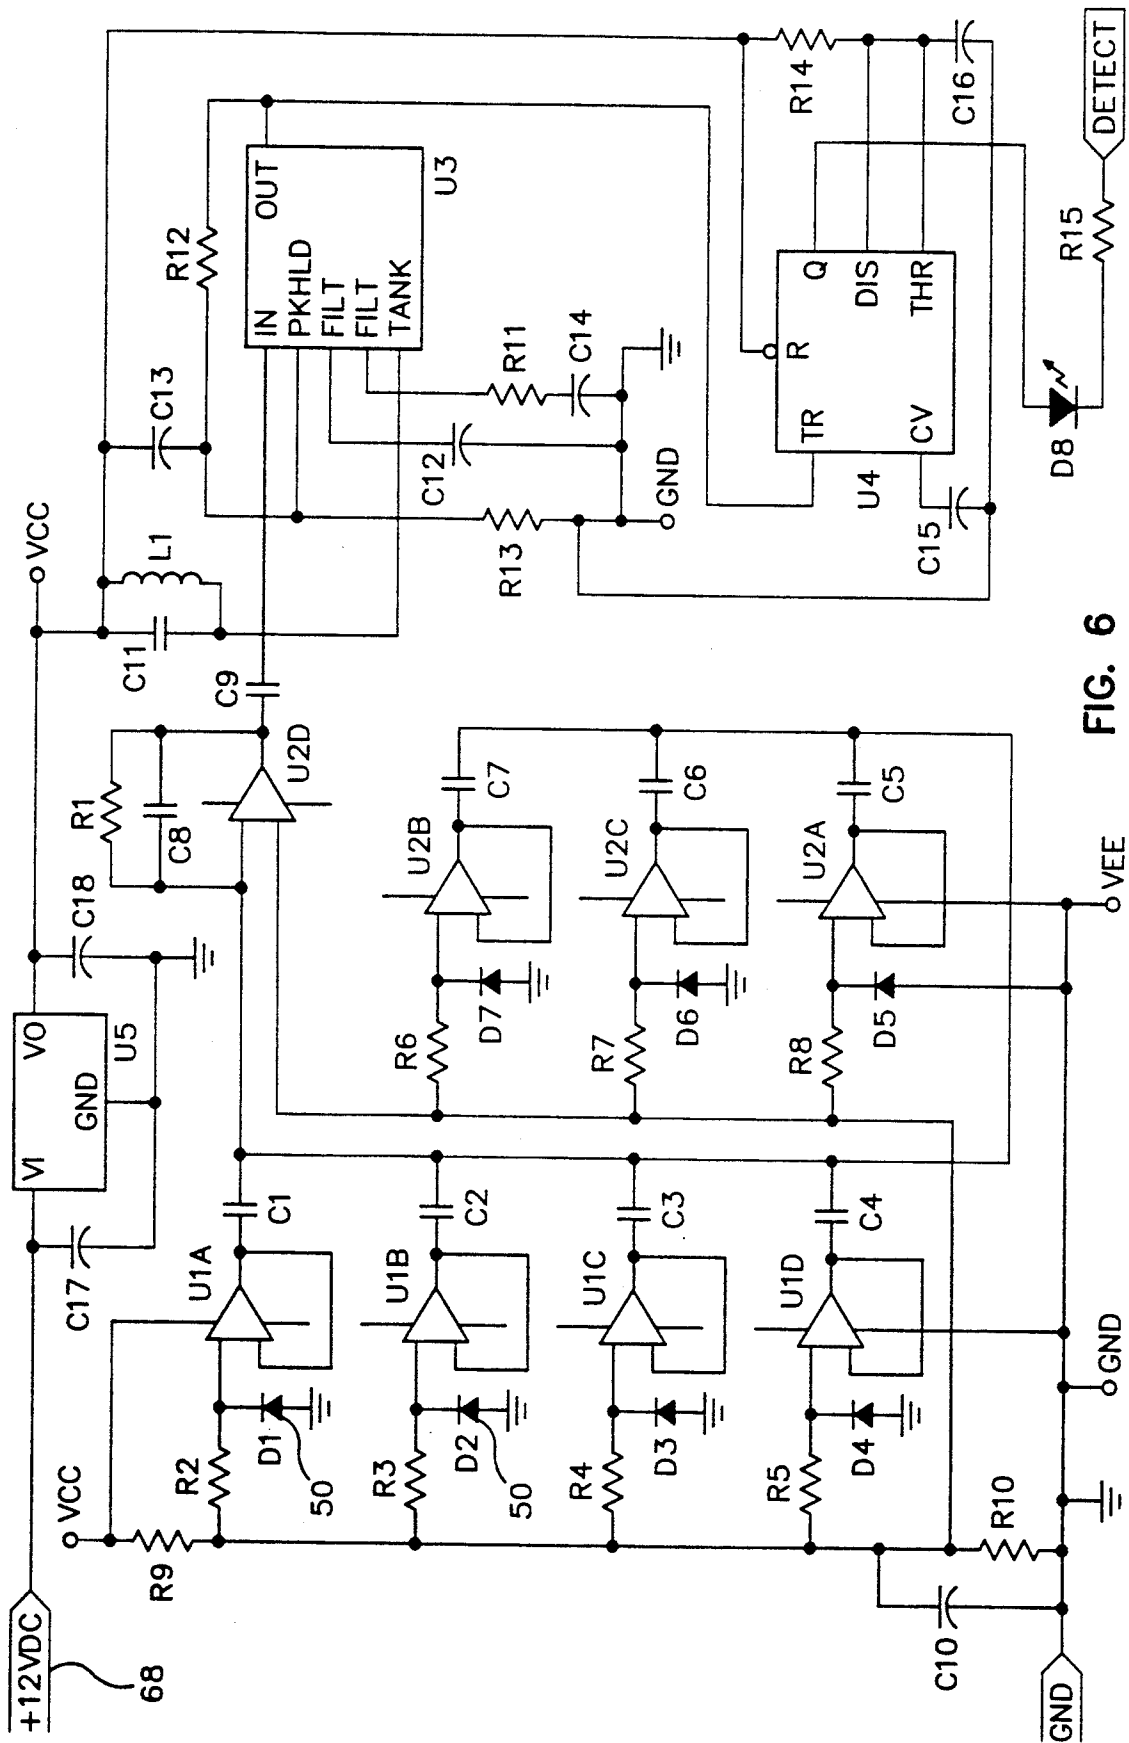 +12VDC
68
VI
VO
GND
U5
C17
C18
VCC
VCC
R9
R2
D1
50
U1A
C1
R3
D2
50
U1B
C2
R4
D3
U1C
C3
R5
D4
U1D
C4
C10
R10
GND
GND
R1
C8
U2D
C9
R6
D7
U2B
C7
R7
D6
U2C
C6
R8
D5
U2A
C5
VEE
C11
L1
C13
R12
IN
OUT
PKHLD
FILT
FILT
TANK
U3
C12
R11
C14
R13
GND
TR
R
Q
DIS
CV
THR
U4
C15
R14
C16
D8
R15
DETECT
FIG. 6